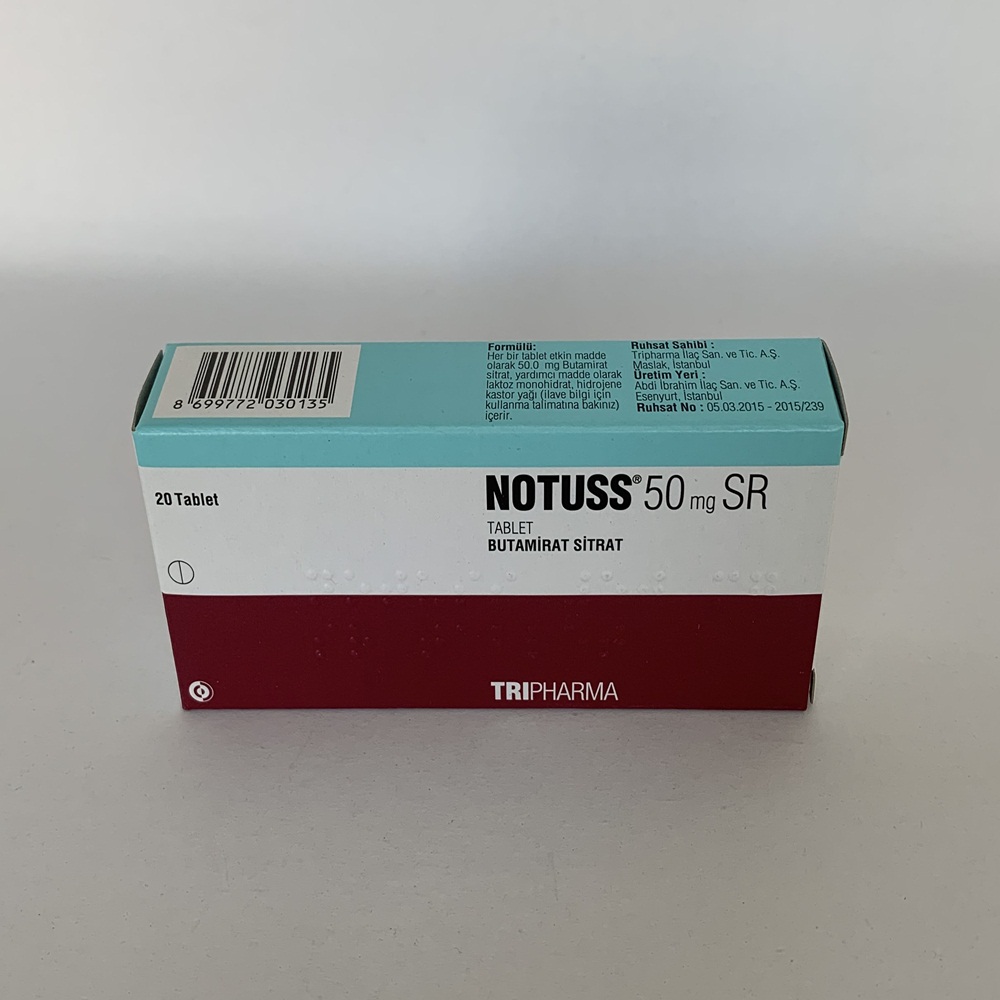 8 699772 030135
Formülü:
Her bir tablet etkin madde
olarak 50.0 mg Butamirat
sitrat, yardımcı madde olarak
laktoz monohidrat, hidrojene
kastor yağı (ilave bilgi için
kullanma talimatına bakınız)
içerir.
Ruhsat Sahibi :
Tripharma İlaç San. ve Tic. A.Ş.
Maslak, İstanbul
Üretim Yeri :
Abdi İbrahim İlaç San. ve Tic. A.Ş.
Esenyurt, İstanbul
Ruhsat No : 05.03.2015 - 2015/239
20 Tablet
NOTUSS® 50 mg SR
TABLET
BUTAMİRAT SİTRAT
TRIPHARMA